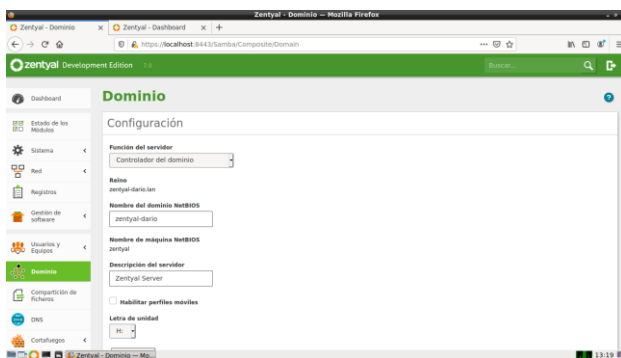 Zentyal - Dominio — Mozilla Firefox
Zentyal - Dominio
Zentyal - Dashboard
https://localhost:8443/Samba/Composite/Domain
zentyal Development Edition
Buscar...
Dashboard
Estado de los Módulos
Sistema
Red
Registros
Gestión de software
Usuarios y Equipos
Dominio
Compartición de Ficheros
DNS
Cortafuegos
Dominio
Configuración
Función del servidor
Controlador del dominio
Reino
zentyal-dario.lan
Nombre del dominio NetBIOS
zentyal-dario
Nombre de máquina NetBIOS
zentyal
Descripción del servidor
Zentyal Server
Habilitar perfiles móviles
Letra de unidad
H:
Zentyal - Dominio — Mo...
13:19